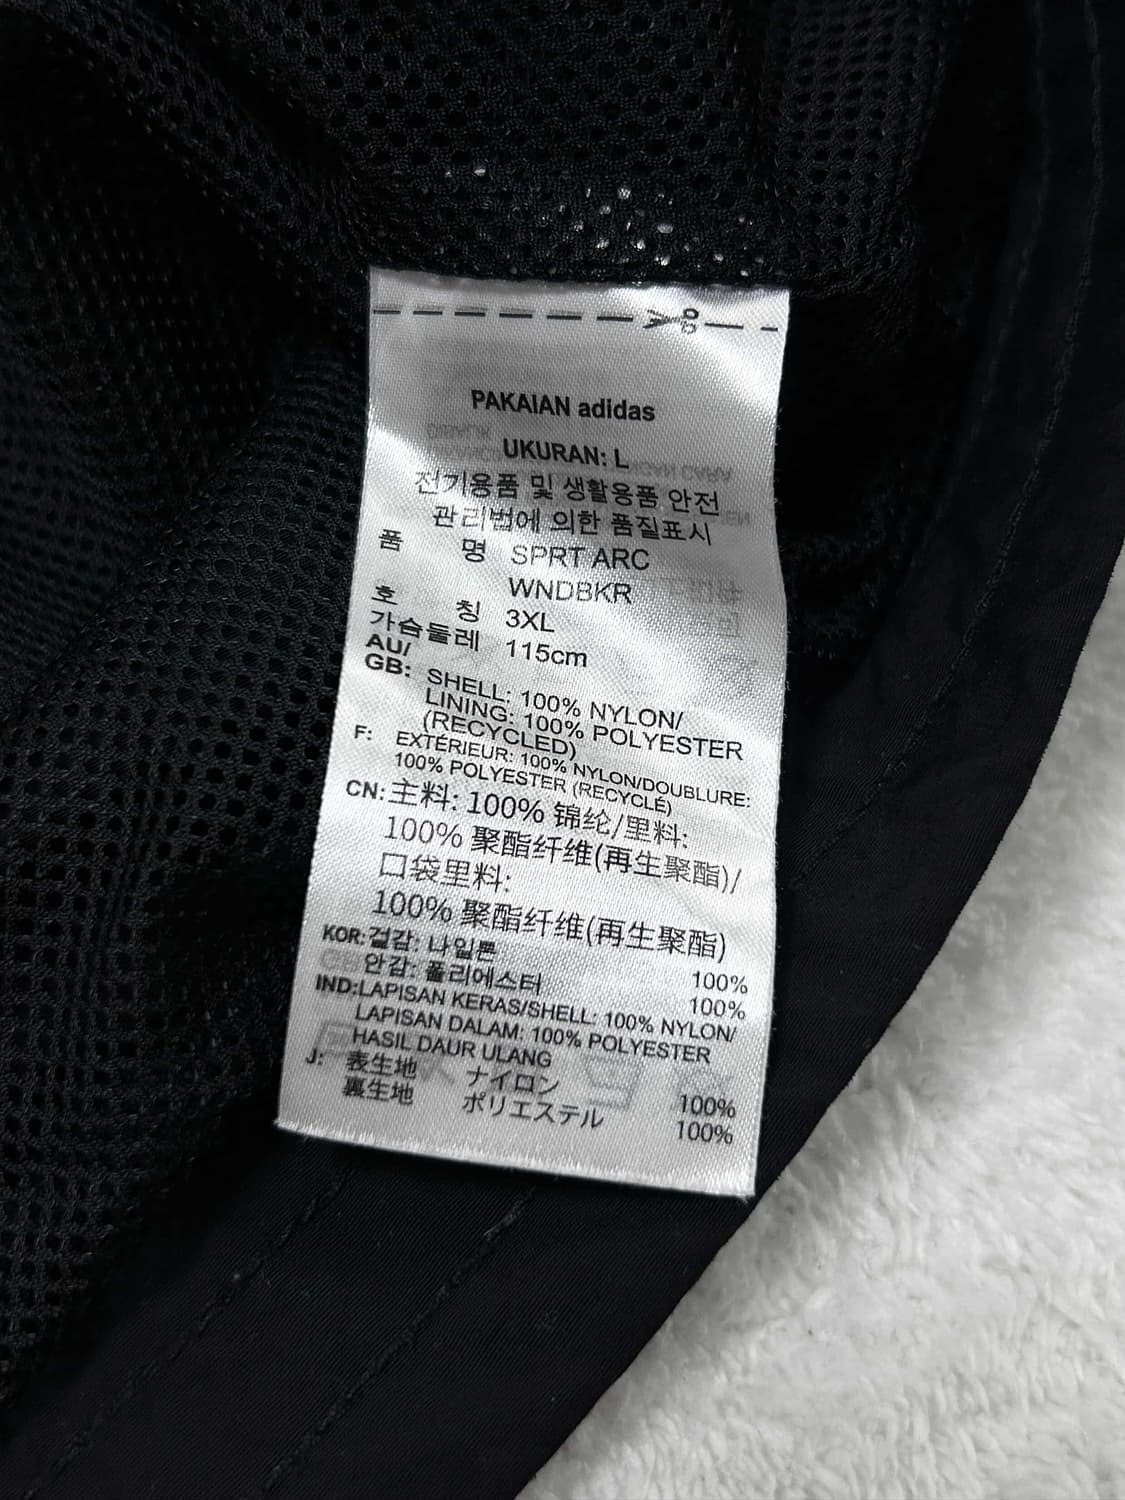 PAKAIAN adidas
UKURAN: L
전기용품 및 생활용품 안전
관리법에 의한 품질표시
품 명 SPRT ARC
WNDBKR
호 칭 3XL
가슴둘레 115cm
AU/
GB: SHELL: 100% NYLON/
LINING: 100% POLYESTER
(RECYCLED)
F: EXTÉRIEUR: 100% NYLON/DOUBLURE:
100% POLYESTER (RECYCLÉ)
CN: 主料: 100% 锦纶/里料:
100% 聚酯纤维(再生聚酯)/
口袋里料:
100% 聚酯纤维(再生聚酯)
KOR: 겉감: 나일론 100%
안감: 폴리에스터 100%
IND: LAPISAN KERAS/SHELL: 100% NYLON/
LAPISAN DALAM: 100% POLYESTER
HASIL DAUR ULANG
J: 表生地 ナイロン 100%
裏生地 ポリエステル 100%